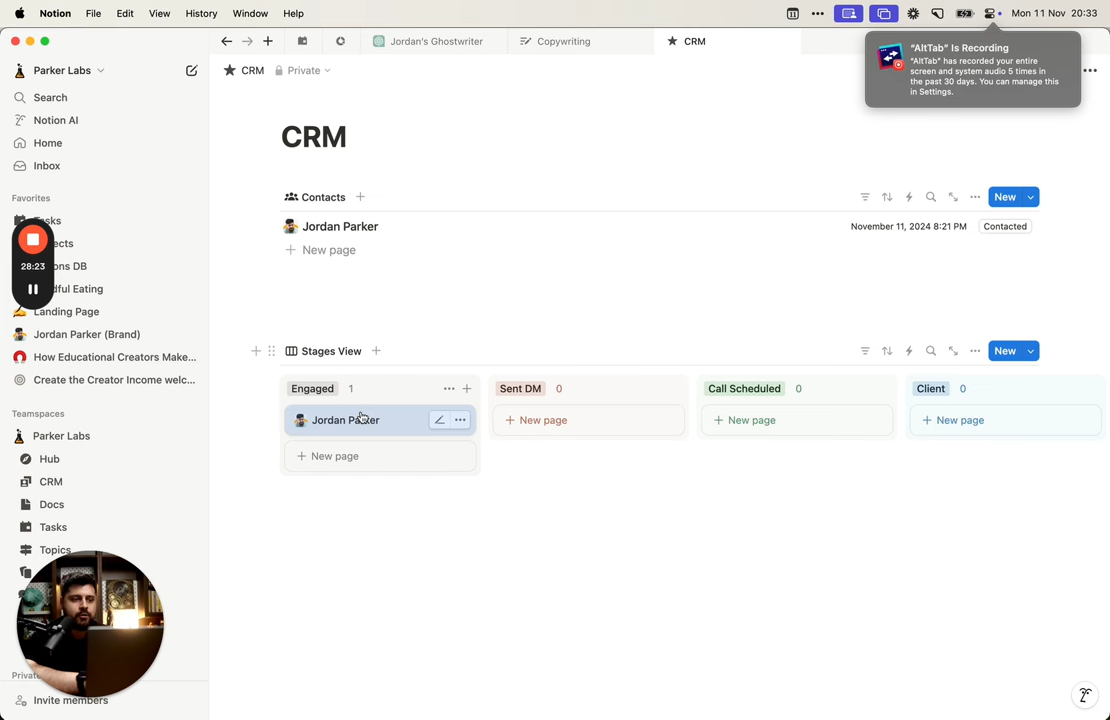 Notion File Edit View History Window Help
Mon 11 Nov 20:33
Jordan's Ghostwriter
Copywriting
CRM
"AltTab" Is Recording
"AltTab" has recorded your entire
screen and system audio 5 times in
the past 30 days. You can manage this
in Settings.
Parker Labs
CRM Private
Search
Notion AI
Home
Inbox
CRM
Favorites
Contacts
New
Jordan Parker
November 11, 2024 8:21 PM
Contacted
New page
28:23
ons DB
dful Eating
Landing Page
Jordan Parker (Brand)
How Educational Creators Make...
Create the Creator Income welc...
Stages View
New
Engaged 1
Sent DM 0
Call Scheduled 0
Client 0
Jordan Parker
New page
New page
New page
New page
Teamspaces
Parker Labs
Hub
CRM
Docs
Tasks
Topics
Invite members